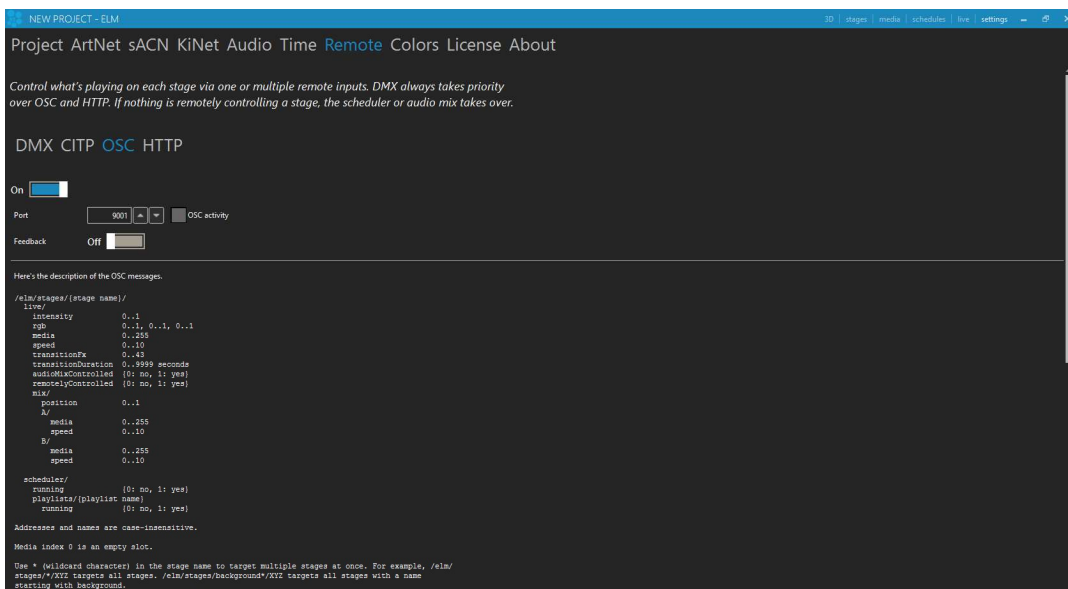 NEW PROJECT - ELM
3D | stages | media | schedules | live | settings
Project ArtNet sACN KiNet Audio Time Remote Colors License About
Control what's playing on each stage via one or multiple remote inputs. DMX always takes priority
over OSC and HTTP. If nothing is remotely controlling a stage, the scheduler or audio mix takes over.
DMX CITP OSC HTTP
On
Port 9001 OSC activity
Feedback Off
Here's the description of the OSC messages.
/elm/stages/{stage name}/
live/
intensity 0..1
rgb 0..1, 0..1, 0..1
media 0..255
speed 0..10
transitionFx 0..43
transitionDuration 0..9999 seconds
audioMixControlled {0: no, 1: yes}
remotelyControlled {0: no, 1: yes}
mix/
position 0..1
A/
media 0..255
speed 0..10
B/
media 0..255
speed 0..10
scheduler/
running {0: no, 1: yes}
playlists/{playlist name}
running {0: no, 1: yes}
Addresses and names are case-insensitive.
Media index 0 is an empty slot.
Use * (wildcard character) in the stage name to target multiple stages at once. For example, /elm/
stages/*/XYZ targets all stages. /elm/stages/background*/XYZ targets all stages with a name
starting with background.